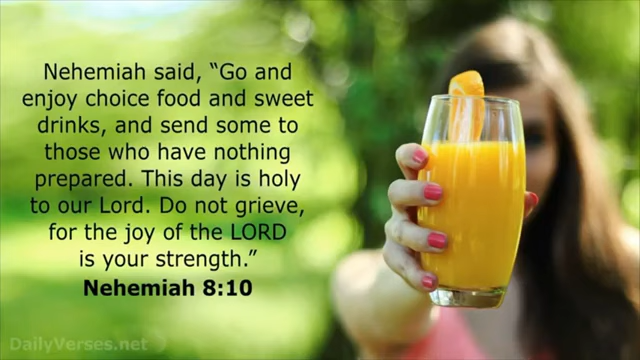 Nehemiah said, “Go and
enjoy choice food and sweet
drinks, and send some to
those who have nothing
prepared. This day is holy
to our Lord. Do not grieve,
for the joy of the LORD
is your strength.”
Nehemiah 8:10
DailyVerses.net